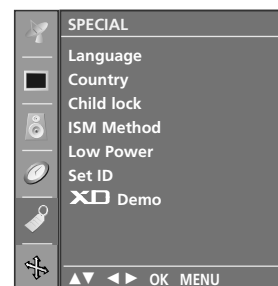 SPECIAL
Language
Country
Child lock
ISM Method
Low Power
Set ID
XD Demo
▲▼ ◄► OK MENU